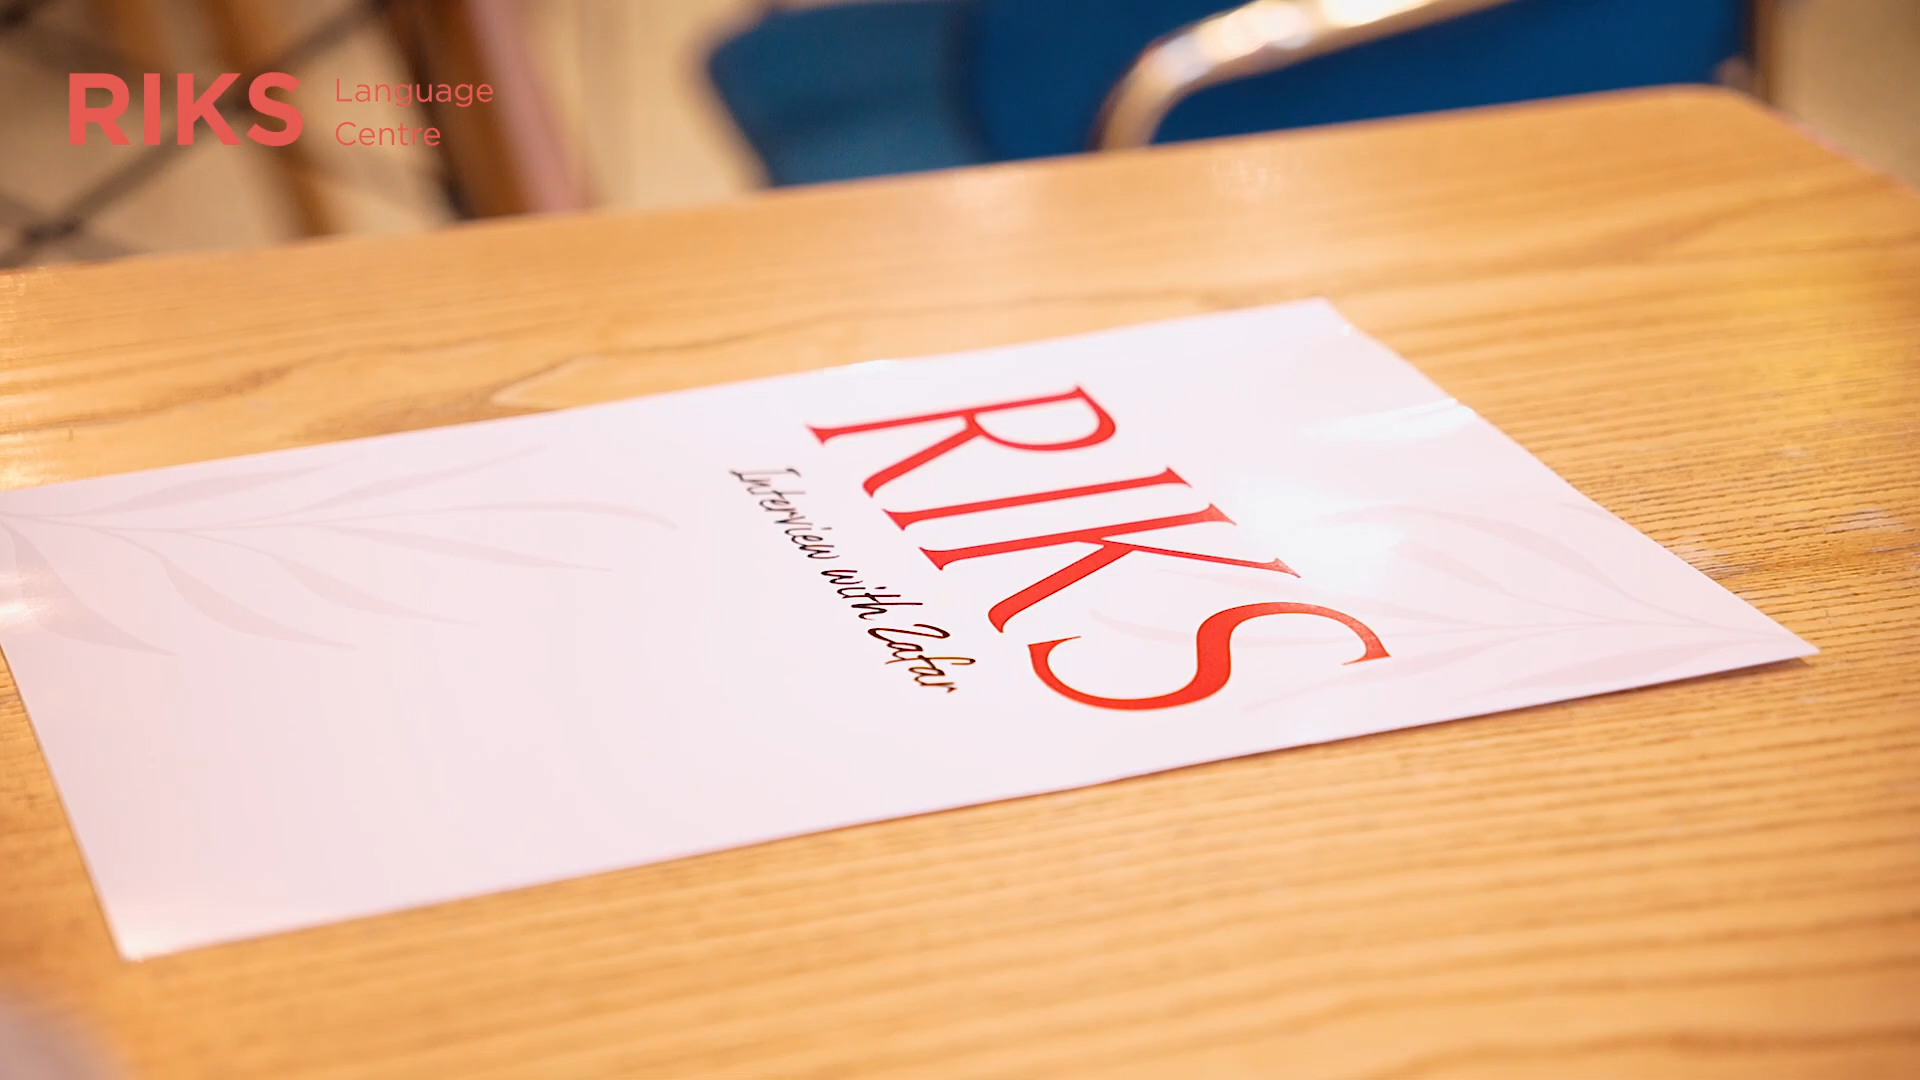 RIKS
Language
Centre
RIKS
Interview with Zafar